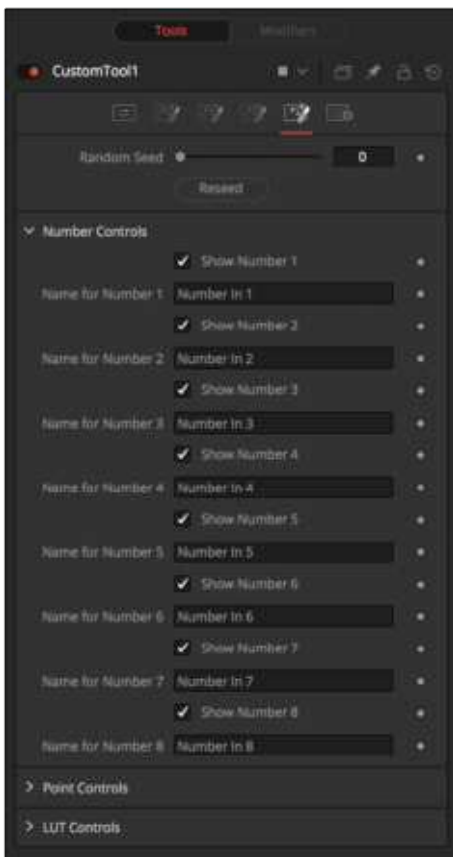 Tools Modifiers
CustomTool1
Random Seed 0
Reseed
Number Controls
Show Number 1
Name for Number 1 Number In 1
Show Number 2
Name for Number 2 Number In 2
Show Number 3
Name for Number 3 Number In 3
Show Number 4
Name for Number 4 Number In 4
Show Number 5
Name for Number 5 Number In 5
Show Number 6
Name for Number 6 Number In 6
Show Number 7
Name for Number 7 Number In 7
Show Number 8
Name for Number 8 Number In 8
Point Controls
LUT Controls